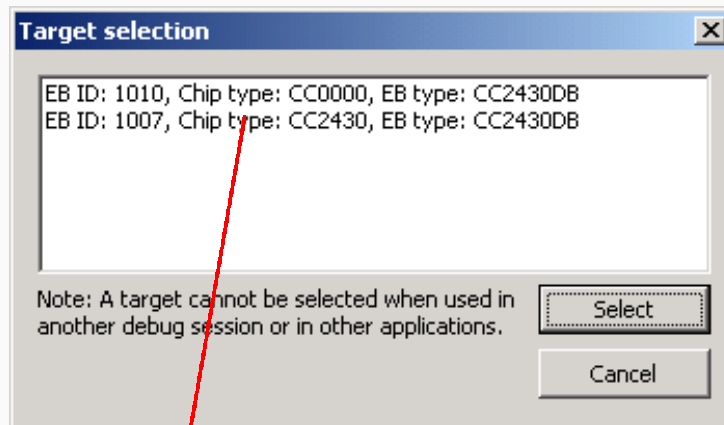 Target selection
EB ID: 1010, Chip type: CC0000, EB type: CC2430DB
EB ID: 1007, Chip type: CC2430, EB type: CC2430DB
Note: A target cannot be selected when used in
another debug session or in other applications.
Select
Cancel